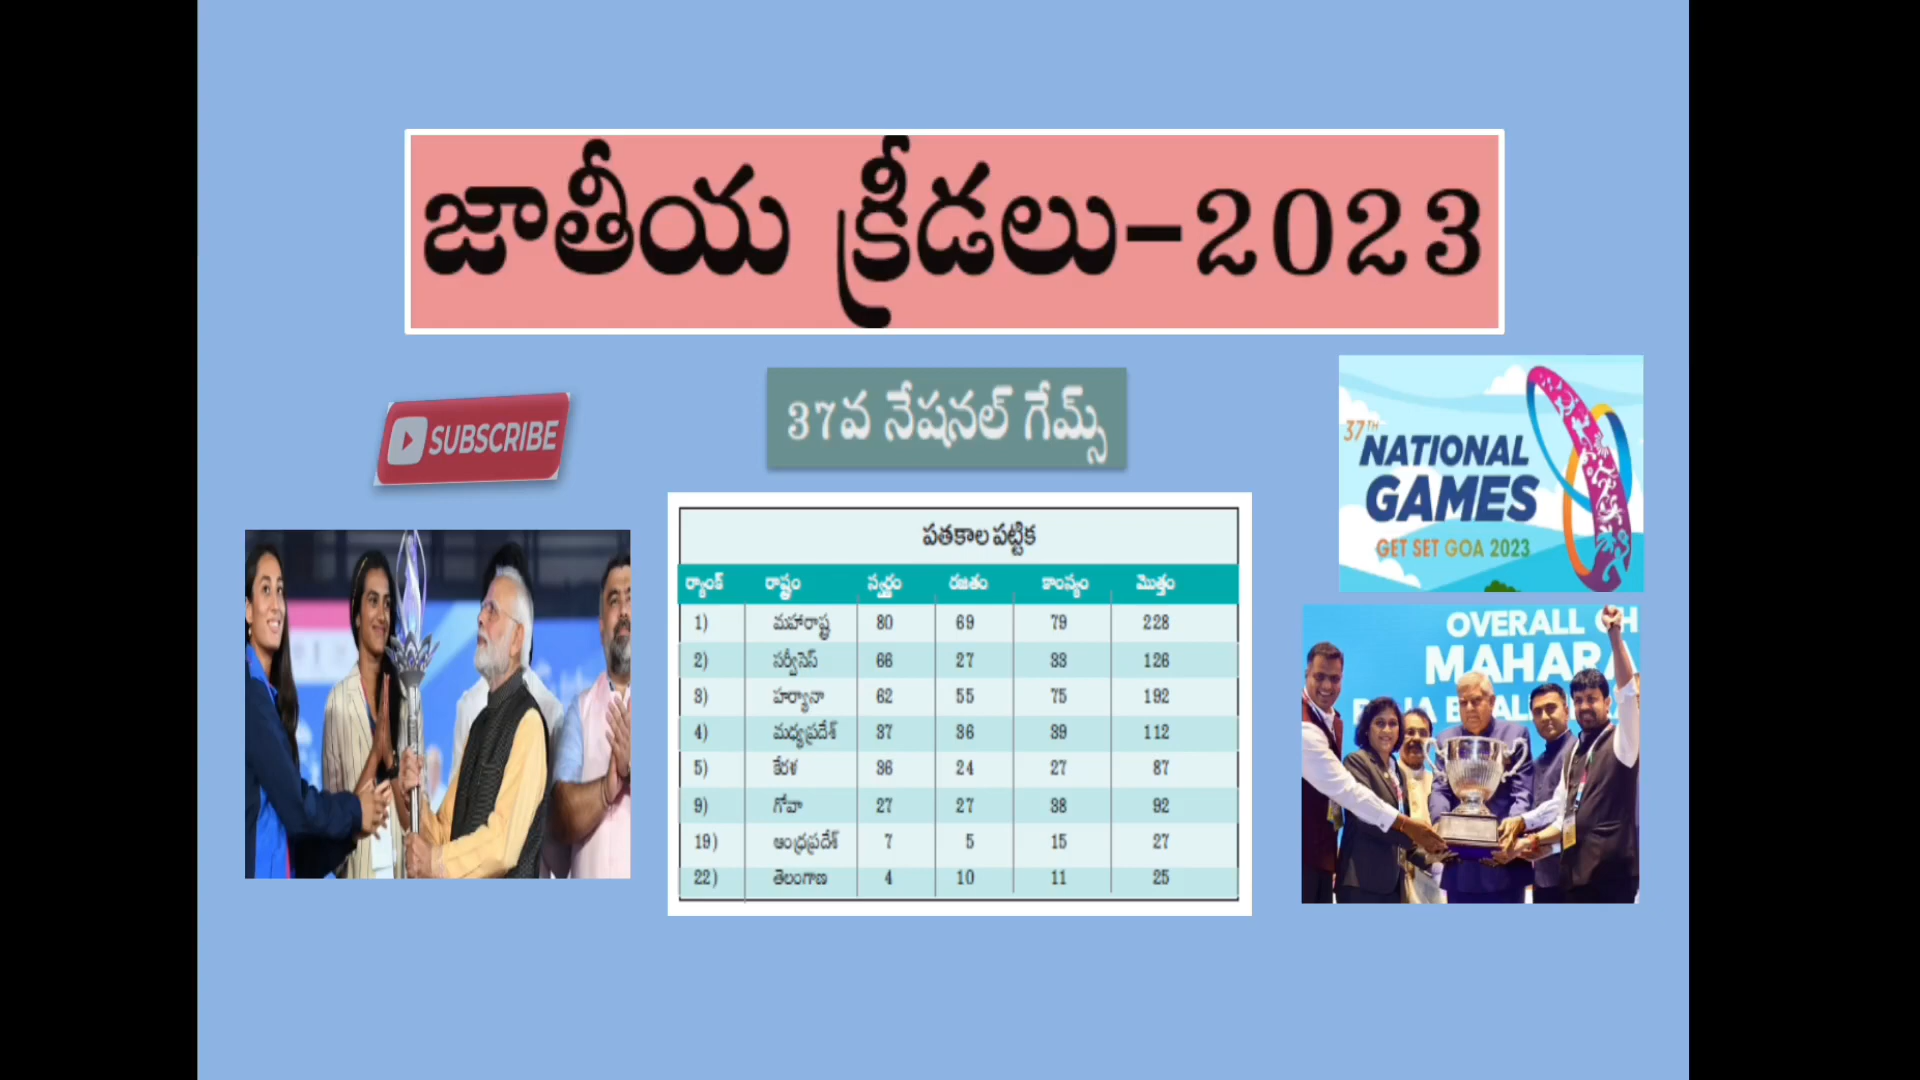 జాతీయ క్రీడలు-2023
SUBSCRIBE
37వ నేషనల్ గేమ్స్
37TH
NATIONAL
GAMES
GET SET GOA 2023
పతకాల పట్టిక
ర్యాంక్ రాష్ట్రం స్వర్ణం రజతం కాంస్యం మొత్తం
1) మహారాష్ట్ర 80 69 79 228
2) సర్వీసెస్ 66 27 33 126
3) హర్యానా 62 55 75 192
4) మధ్యప్రదేశ్ 37 36 39 112
5) కేరళ 36 24 27 87
9) గోవా 27 27 38 92
19) ఆంధ్రప్రదేశ్ 7 5 15 27
22) తెలంగాణ 4 10 11 25
OVERALL CH
MAHARA